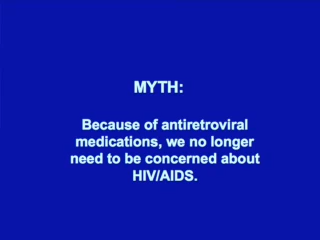 MYTH:
Because of antiretroviral
medications, we no longer
need to be concerned about
HIV/AIDS.